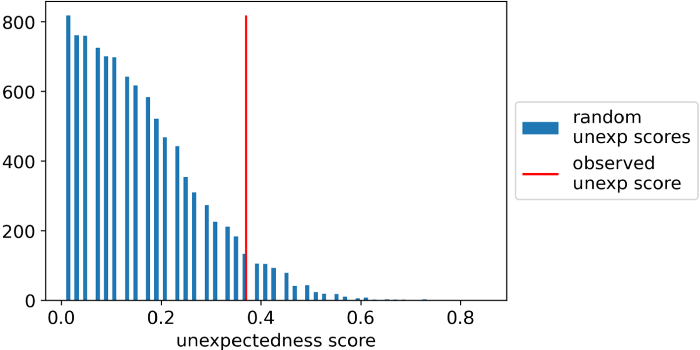 800
600
400
200
0
0.0 0.2 0.4 0.6 0.8
unexpectedness score
random
unexp scores
observed
unexp score